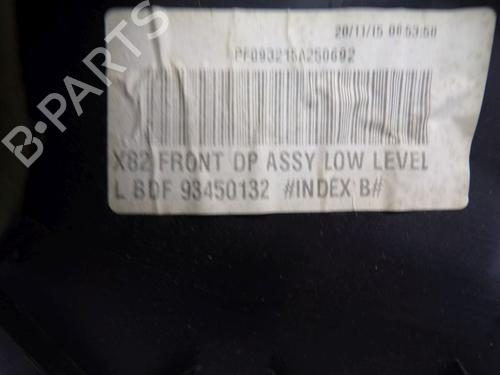 20/11/15 08:53:50
PF093215A250692
X82 FRONT DP ASSY LOW LEVEL
L BDF 93450132 #INDEX B#
B-PARTS